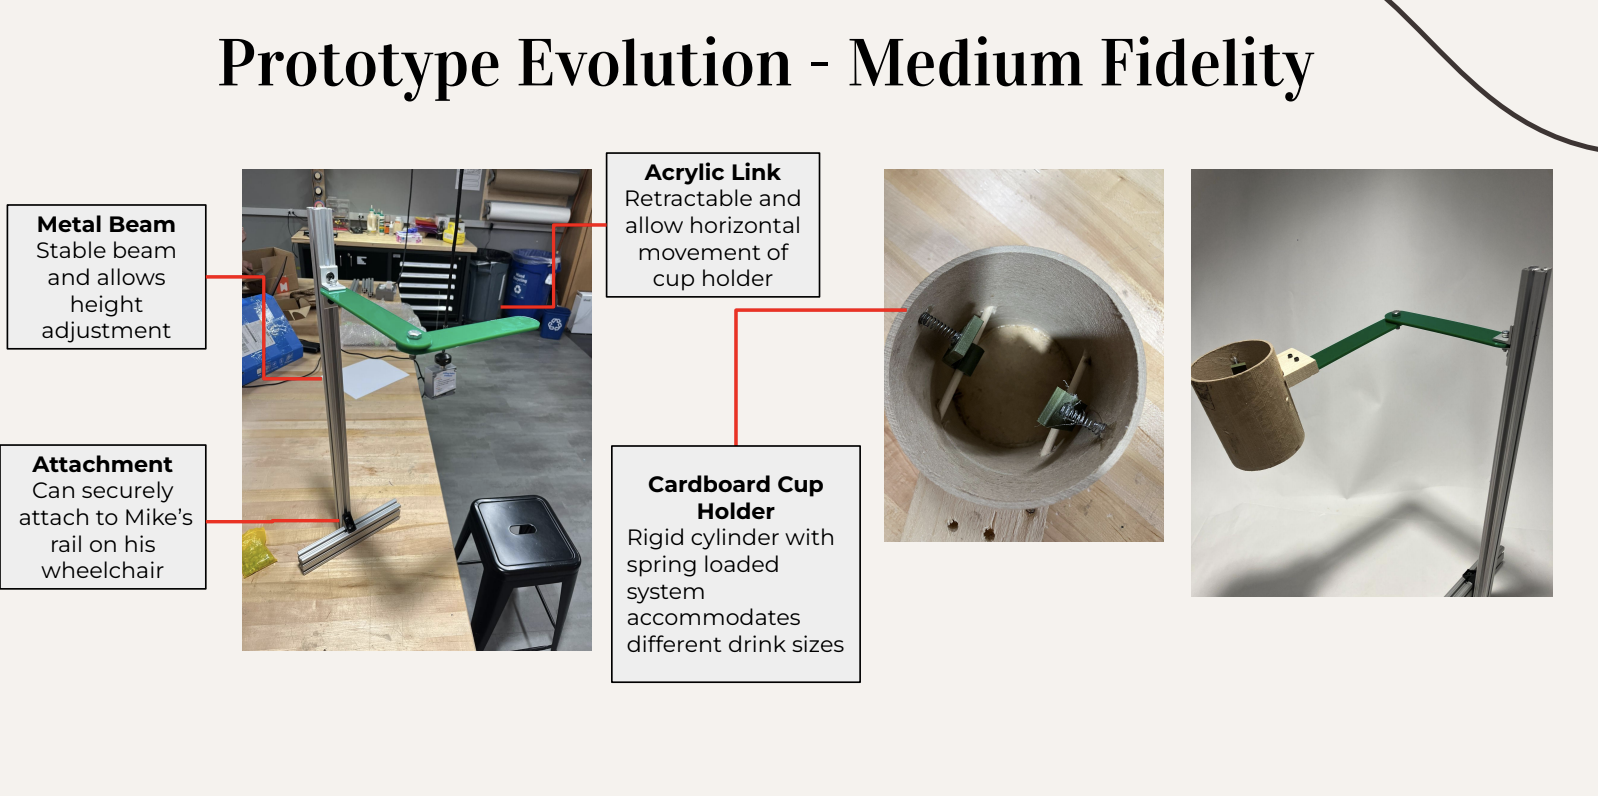 Prototype Evolution - Medium Fidelity
Metal Beam
Stable beam
and allows
height
adjustment
Attachment
Can securely
attach to Mike’s
rail on his
wheelchair
Acrylic Link
Retractable and
allow horizontal
movement of
cup holder
Cardboard Cup
Holder
Rigid cylinder with
spring loaded
system
accommodates
different drink sizes